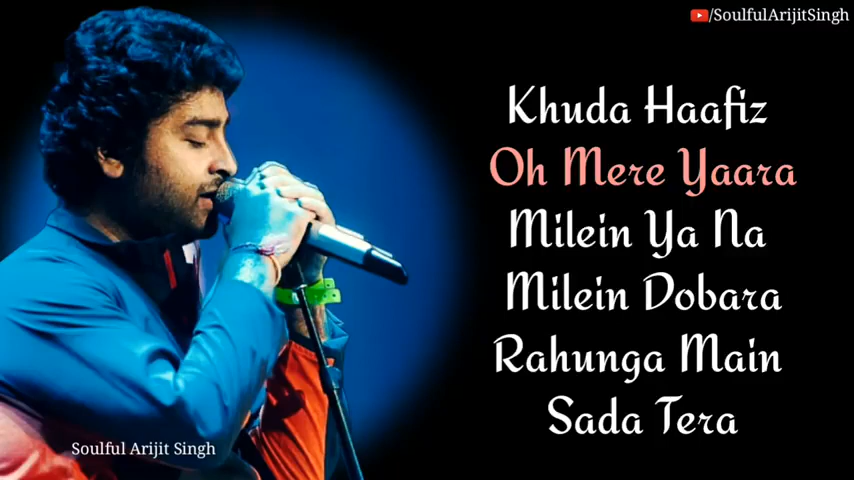 /SoulfulArijitSingh
Khuda Haafiz
Oh Mere Yaara
Milein Ya Na
Milein Dobara
Rahunga Main
Sada Tera
Soulful Arijit Singh